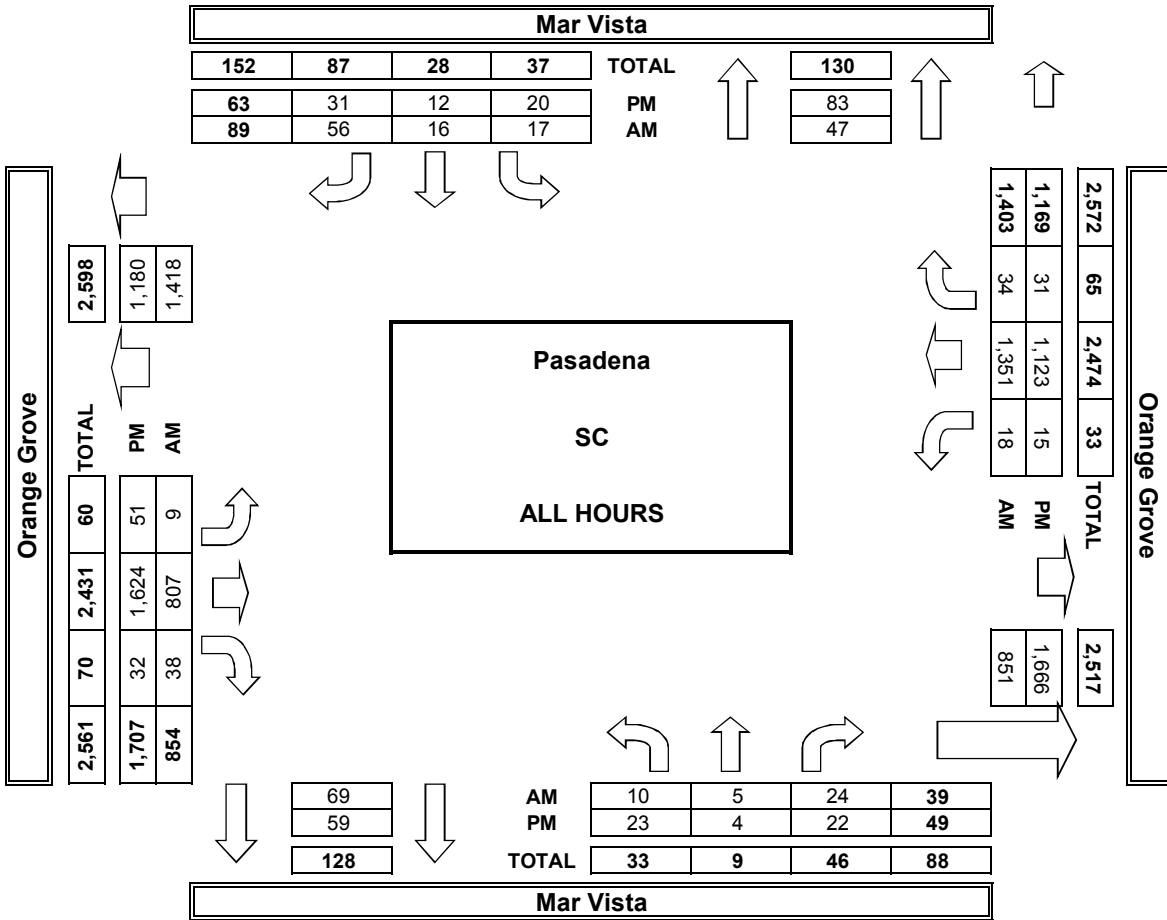 Mar Vista
152 87 28 37 TOTAL 130
63 31 12 20 PM 83
89 56 16 17 AM 47
Orange Grove
2,598
1,180
1,418
TOTAL PM AM
60 51 9
2,431 1,624 807
70 32 38
2,561 1,707 854
Pasadena
SC
ALL HOURS
1,403 1,169 2,572
34 31 65
1,351 1,123 2,474
18 15 33
AM PM TOTAL
851 1,666 2,517
Orange Grove
69 AM 10 5 24 39
59 PM 23 4 22 49
128 TOTAL 33 9 46 88
Mar Vista